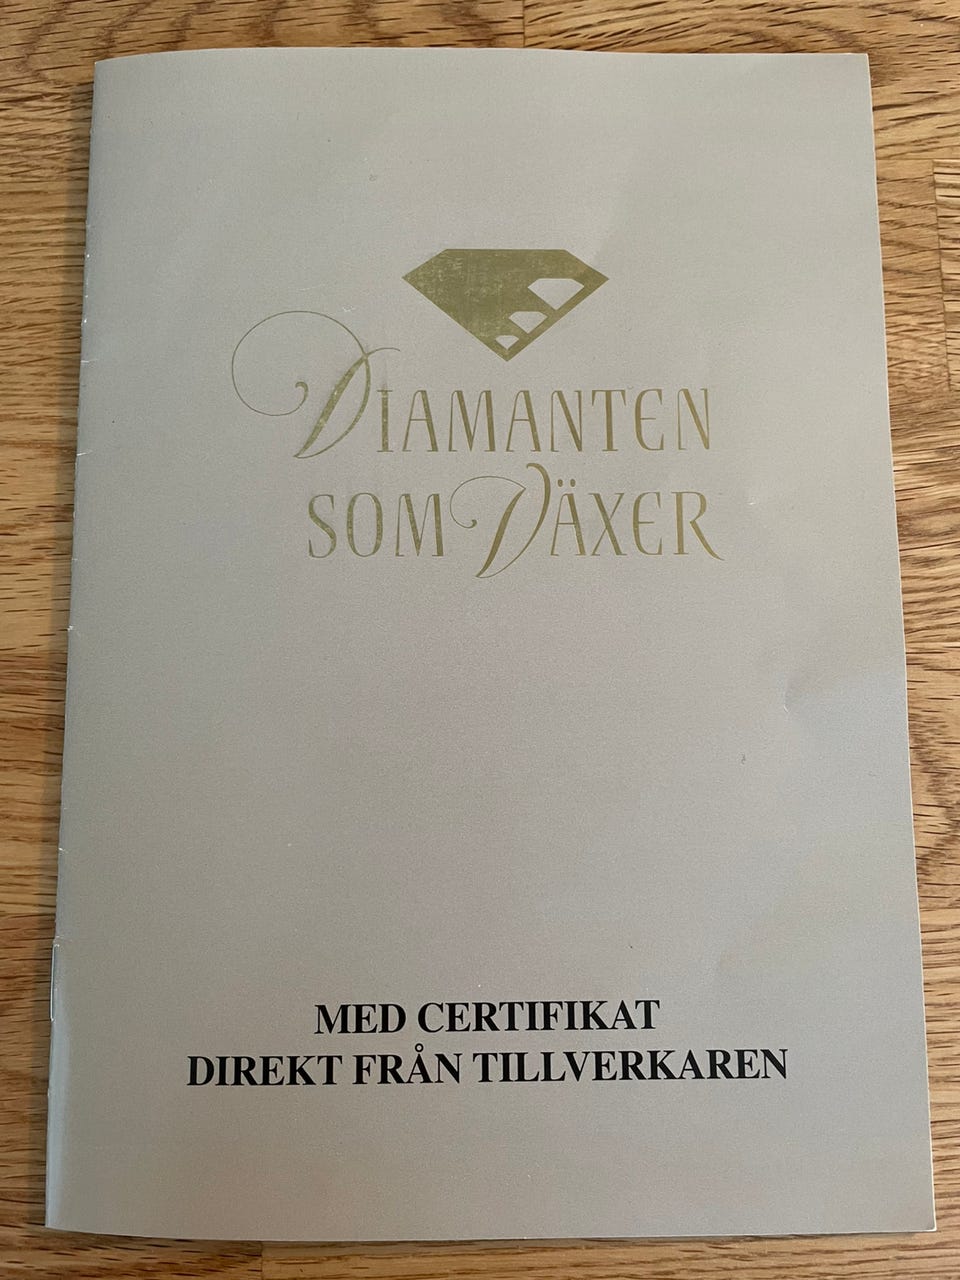 DIAMANTEN
SOM VÄXER
MED CERTIFIKAT
DIREKT FRÅN TILLVERKAREN